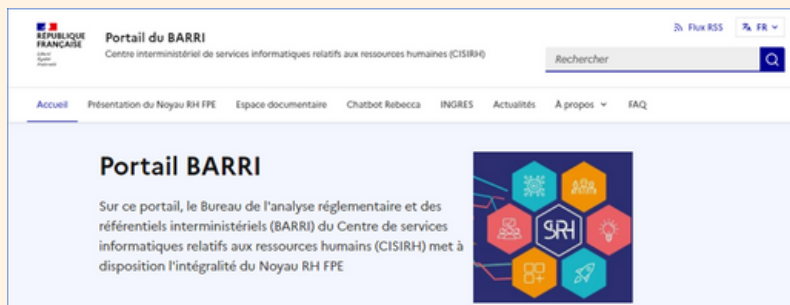 RÉPUBLIQUE
FRANÇAISE
Liberté
Égalité
Fraternité
Portail du BARRI
Centre interministériel de services informatiques relatifs aux ressources humaines (CISIRH)
Flux RSS
FR
Rechercher
Accueil Présentation du Noyau RH FPE Espace documentaire Chatbot Rebecca INGRES Actualités À propos FAQ
Portail BARRI
Sur ce portail, le Bureau de l'analyse réglementaire et des
référentiels interministériels (BARRI) du Centre de services
informatiques relatifs aux ressources humains (CISIRH) met à
disposition l'intégralité du Noyau RH FPE
SIRH